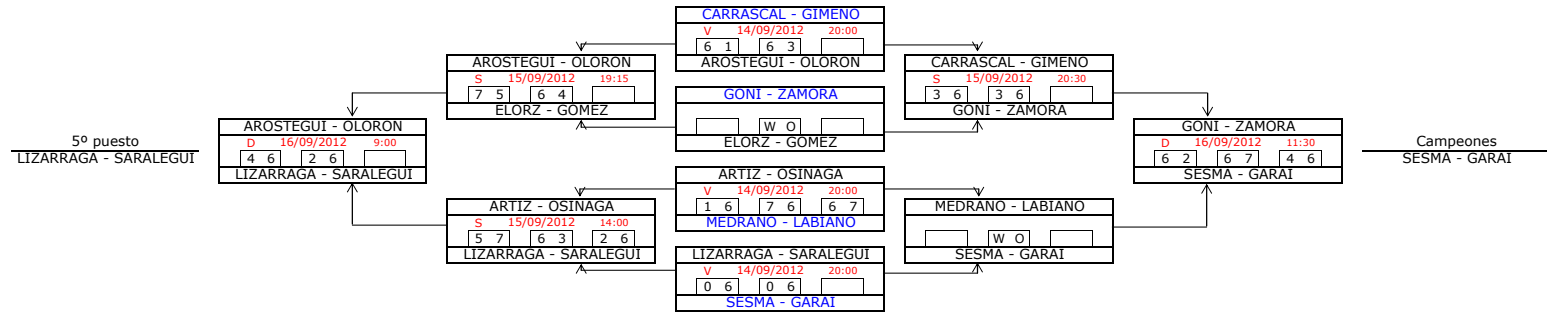 5º puesto
LIZARRAGA - SARALEGUI
AROSTEGUI - OLORON
D 16/09/2012 9:00
4 6 2 6
LIZARRAGA - SARALEGUI
AROSTEGUI - OLORON
S 15/09/2012 19:15
7 5 6 4
ELORZ - GOMEZ
ARTIZ - OSINAGA
S 15/09/2012 14:00
5 7 6 3 2 6
LIZARRAGA - SARALEGUI
CARRASCAL - GIMENO
V 14/09/2012 20:00
6 1 6 3
AROSTEGUI - OLORON
GONI - ZAMORA
W O
ELORZ - GOMEZ
ARTIZ - OSINAGA
V 14/09/2012 20:00
1 6 7 6 6 7
MEDRANO - LABIANO
LIZARRAGA - SARALEGUI
V 14/09/2012 20:00
0 6 0 6
SESMA - GARAI
CARRASCAL - GIMENO
S 15/09/2012 20:30
3 6 3 6
GONI - ZAMORA
MEDRANO - LABIANO
W O
SESMA - GARAI
GONI - ZAMORA
D 16/09/2012 11:30
6 2 6 7 4 6
SESMA - GARAI
Campeones
SESMA - GARAI